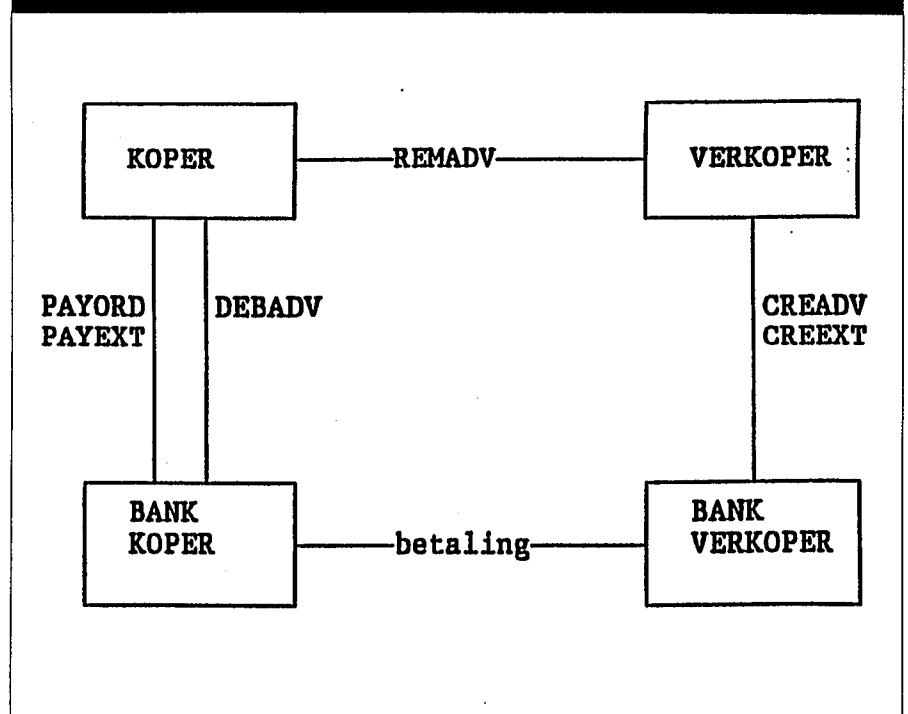 KOPER
REMADV
VERKOPER
PAYORD
PAYEXT
DEBADV
CREADV
CREEXT
BANK
KOPER
betaling
BANK
VERKOPER